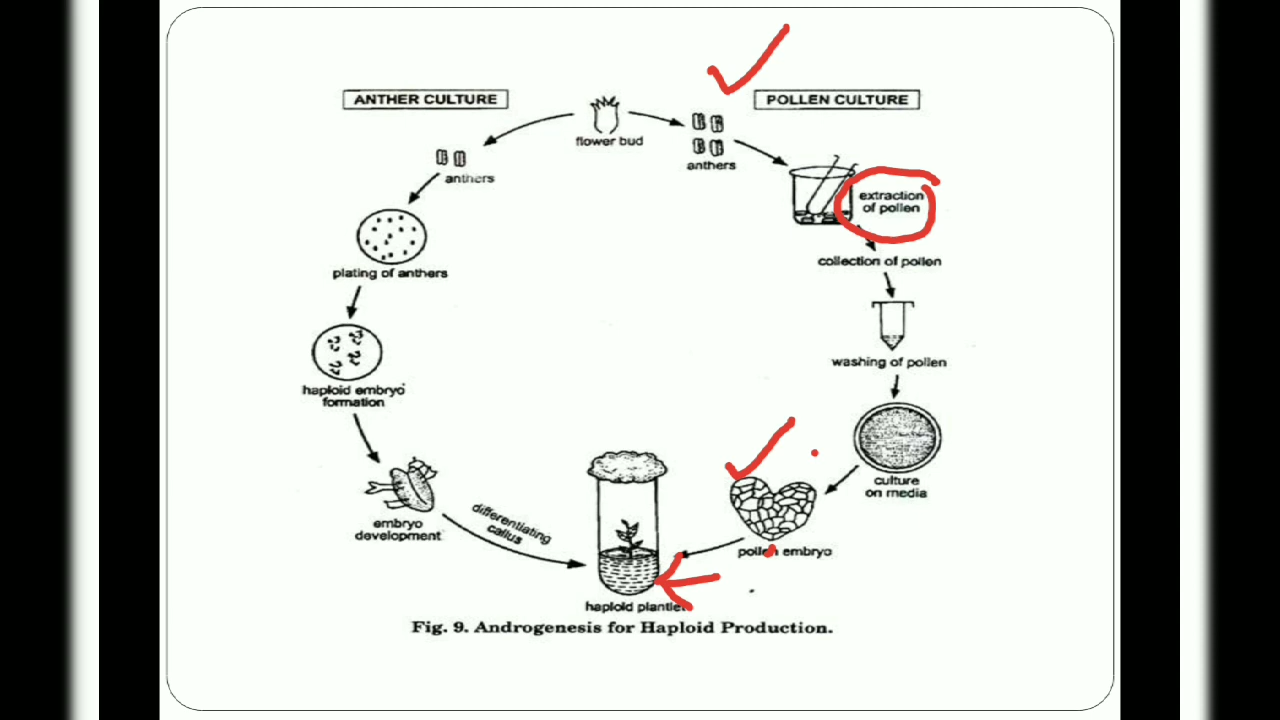 ANTHER CULTURE
POLLEN CULTURE
flower bud
anthers
anthers
extraction
of pollen
plating of anthers
collection of pollen
washing of pollen
haploid embryo
formation
culture
on media
embryo
development
differentiating
callus
pollen embryo
haploid plantlet
Fig. 9. Androgenesis for Haploid Production.